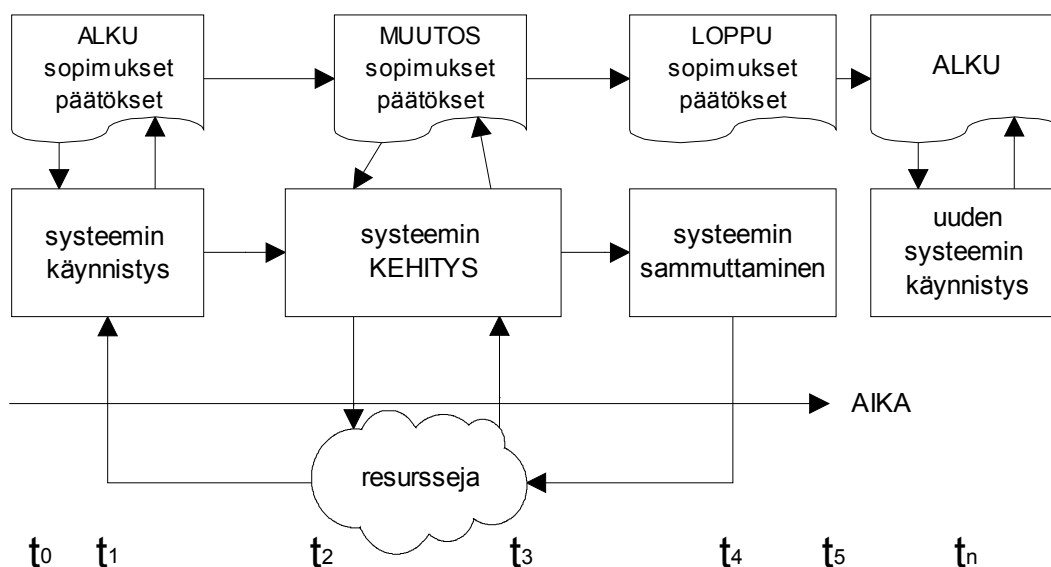 ALKU
sopimukset
päätökset
MUUTOS
sopimukset
päätökset
LOPPU
sopimukset
päätökset
ALKU
systeemin
käynnistys
systeemin
KEHITYS
systeemin
sammuttaminen
uuden
systeemin
käynnistys
AIKA
resursseja
t0 t1 t2 t3 t4 t5 tn